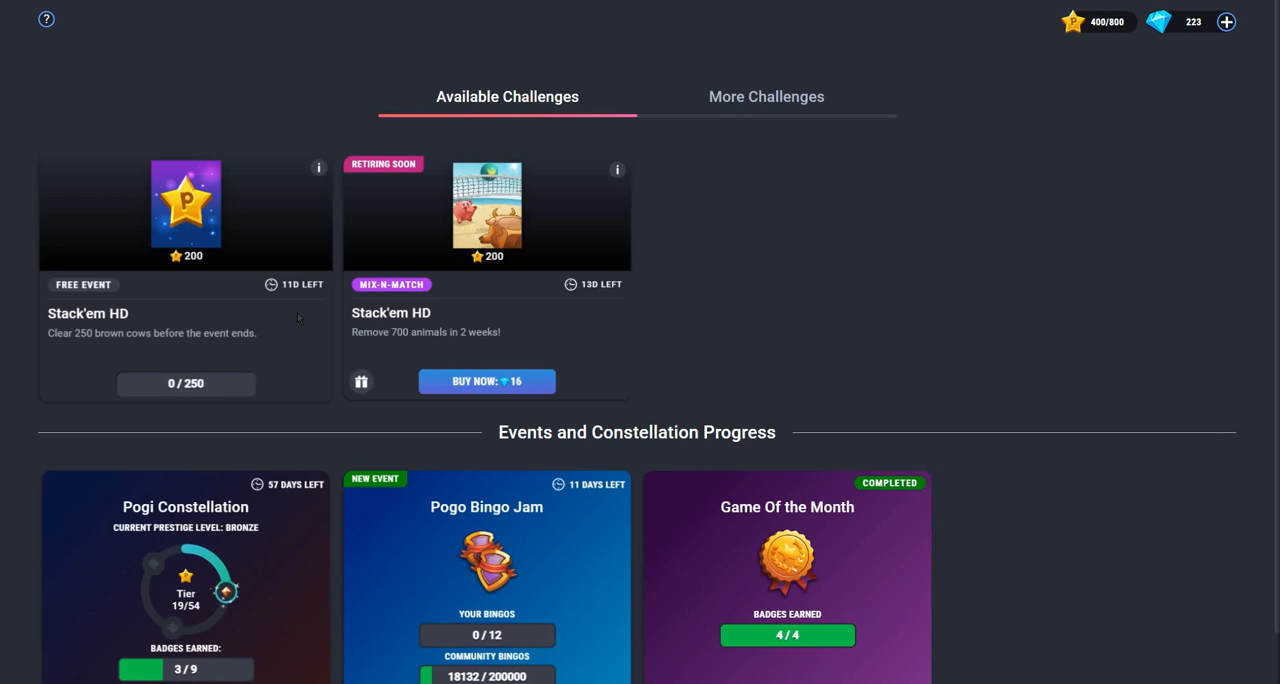 ?
P 400/800 223
Available Challenges More Challenges
i
P
200
FREE EVENT 11D LEFT
Stack'em HD
Clear 250 brown cows before the event ends.
0 / 250
RETIRING SOON i
200
MIX-N-MATCH 13D LEFT
Stack'em HD
Remove 700 animals in 2 weeks!
BUY NOW: 16
Events and Constellation Progress
57 DAYS LEFT
Pogi Constellation
CURRENT PRESTIGE LEVEL: BRONZE
Tier
19/54
BADGES EARNED:
3 / 9
NEW EVENT 11 DAYS LEFT
Pogo Bingo Jam
YOUR BINGOS
0 / 12
COMMUNITY BINGOS
18132 / 200000
COMPLETED
Game Of the Month
BADGES EARNED
4 / 4